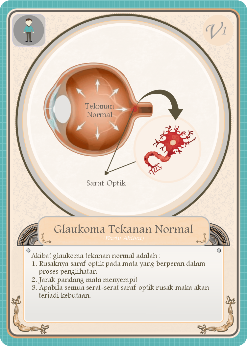 V1
Tekanan
Normal
Saraf Optik
Glaukoma Tekanan Normal
Akibat glaukoma tekanan normal adalah
1. Rusaknya saraf optik pada mata yang berperan dalam
proses penglihatan.
2. Jarak pandang mata menyempit
3. Apabila semua serat-serat saraf optik rusak maka akan
terjadi kebutaan.